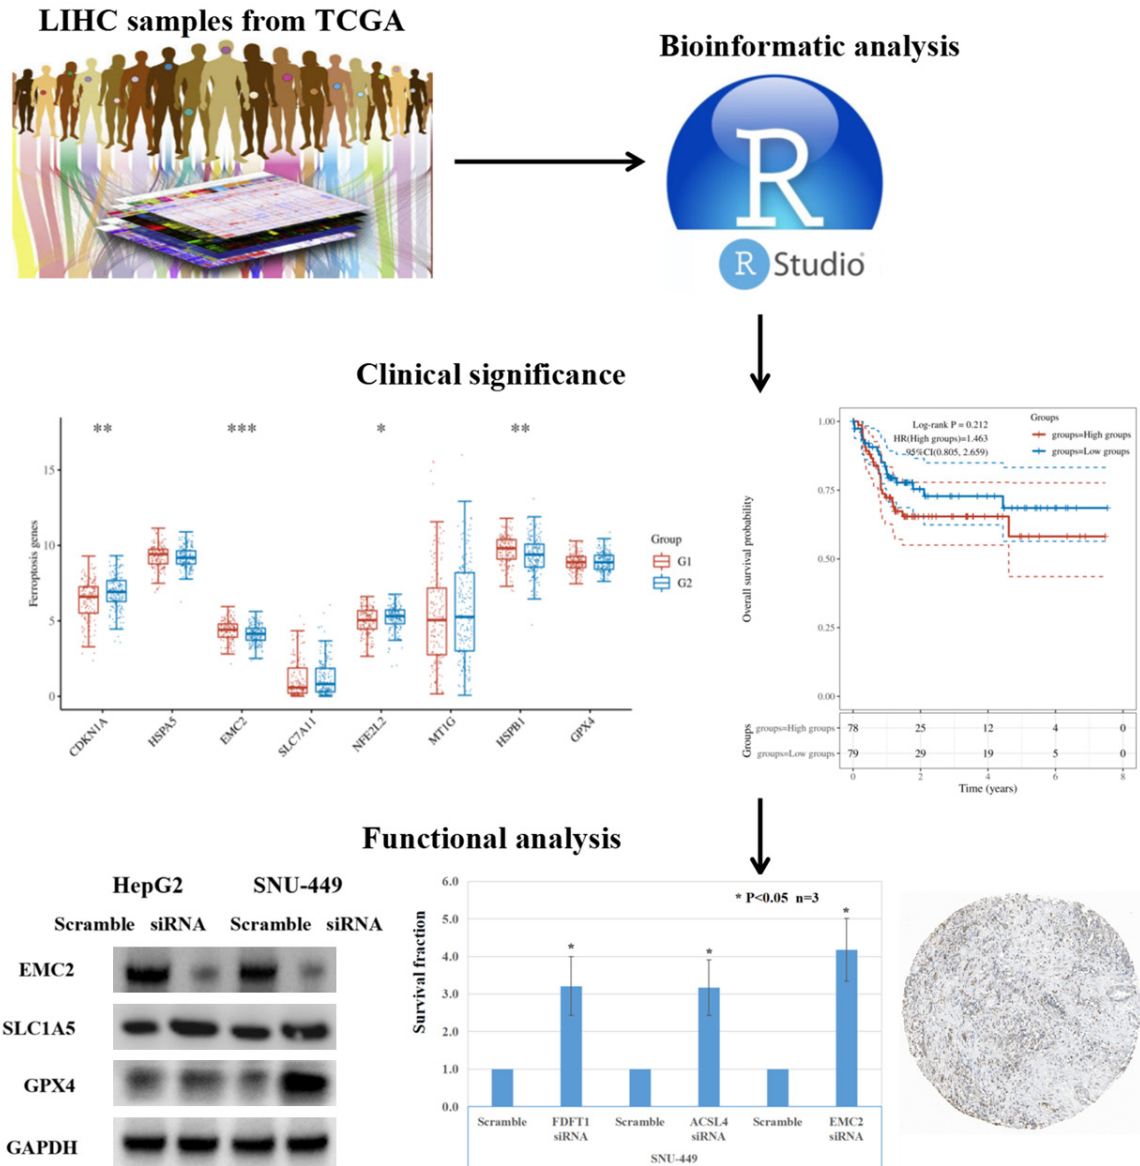 LIHC samples from TCGA
Bioinformatic analysis
R
R Studio®
Clinical significance
** *** * **
Ferroptosis genes
15
10
5
0
CDKN1A
HSPA5
EMC2
SLC7A11
NFE2L2
MT1G
HSPB1
GPX4
Group
G1
G2
Overall survival probability
1.00
0.75
0.50
0.25
0.00
Log-rank P = 0.212
HR(High groups)=1.463
95%CI(0.805, 2.659)
Groups
groups=High groups
groups=Low groups
Groups
groups=High groups 78 25 12 4 0
groups=Low groups 79 29 19 5 0
0 2 4 6 8
Time (years)
Functional analysis
HepG2 SNU-449
Scramble siRNA Scramble siRNA
EMC2
SLC1A5
GPX4
GAPDH
Survival fraction
6.0
5.0
4.0
3.0
2.0
1.0
0.0
* P<0.05 n=3
* * *
Scramble
FDFT1
siRNA
Scramble
ACSL4
siRNA
Scramble
EMC2
siRNA
SNU-449